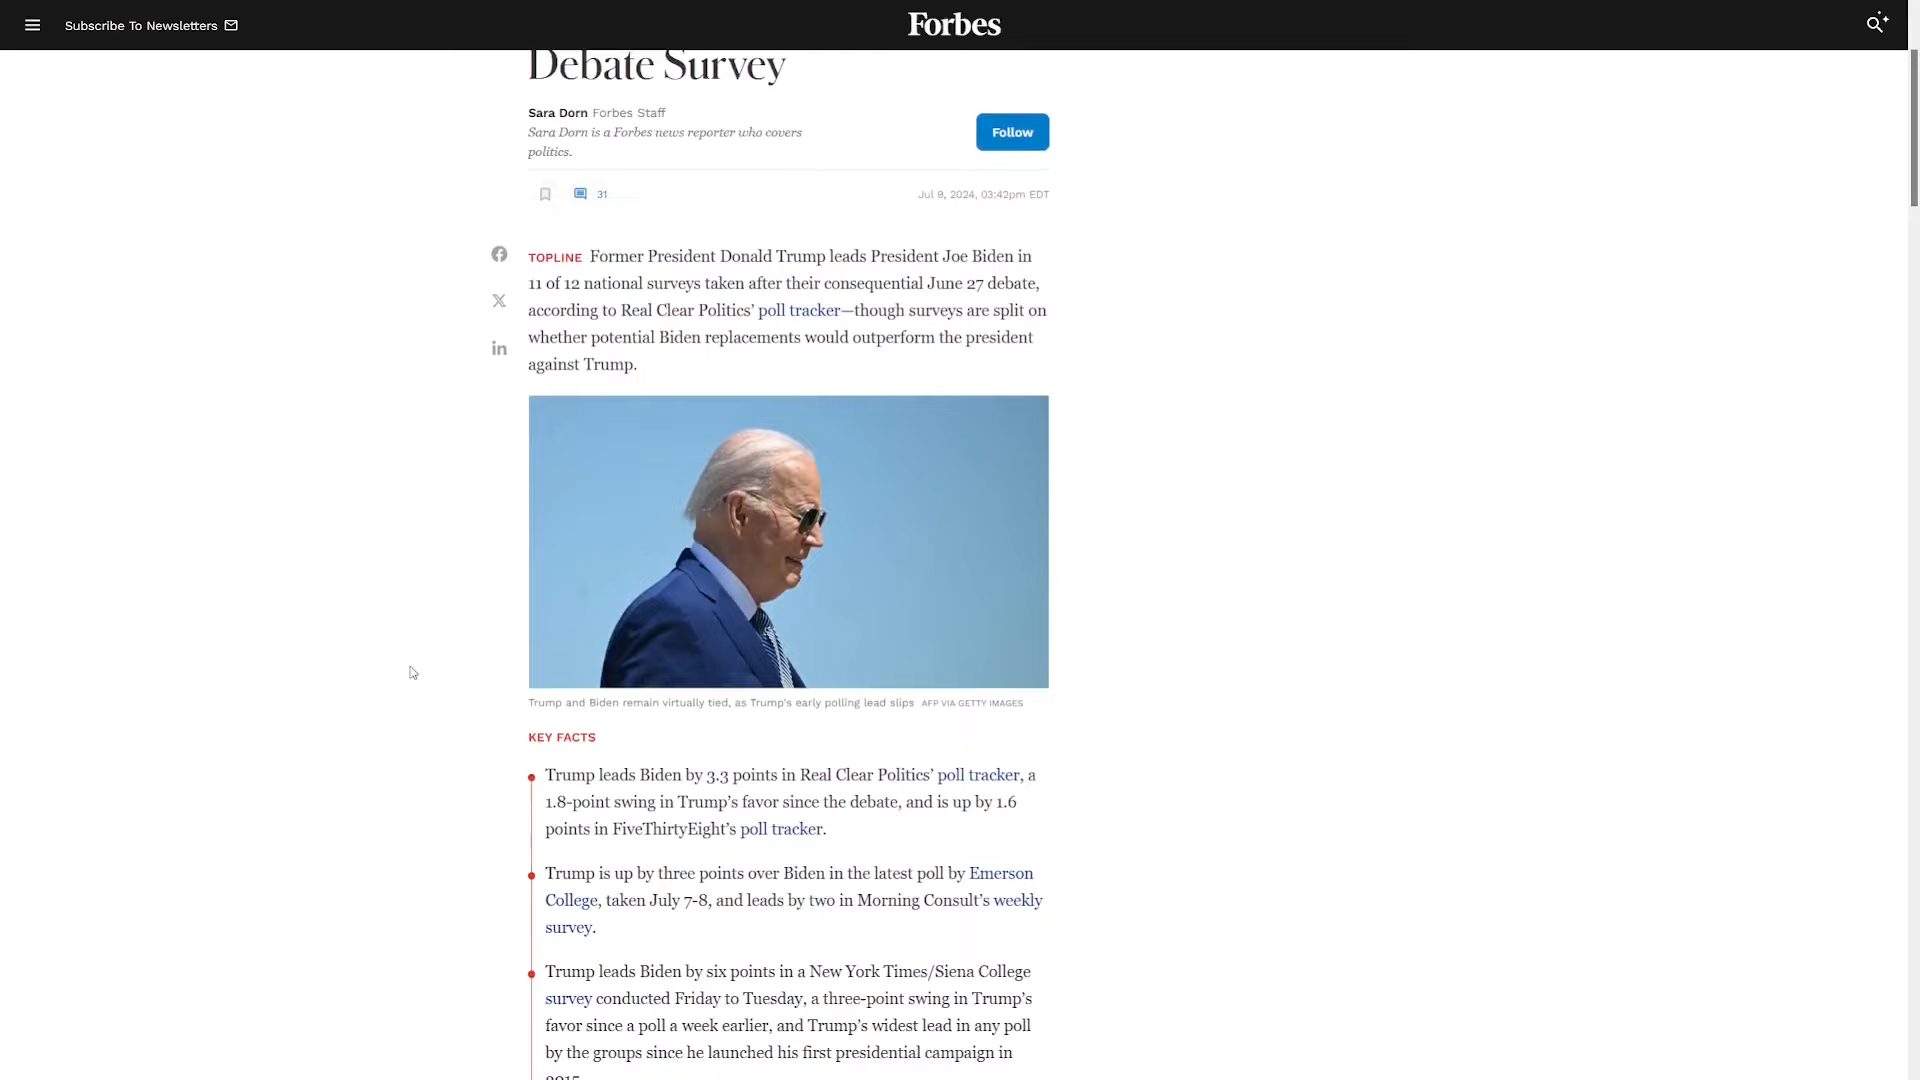 Subscribe To Newsletters
Forbes
Debate Survey
Sara Dorn Forbes Staff
Sara Dorn is a Forbes news reporter who covers
politics.
Follow
31
Jul 9, 2024, 03:42pm EDT
TOPLINE Former President Donald Trump leads President Joe Biden in
11 of 12 national surveys taken after their consequential June 27 debate,
according to Real Clear Politics’ poll tracker—though surveys are split on
whether potential Biden replacements would outperform the president
against Trump.
Trump and Biden remain virtually tied, as Trump's early polling lead slips AFP VIA GETTY IMAGES
KEY FACTS
Trump leads Biden by 3.3 points in Real Clear Politics’ poll tracker, a
1.8-point swing in Trump’s favor since the debate, and is up by 1.6
points in FiveThirtyEight’s poll tracker.
Trump is up by three points over Biden in the latest poll by Emerson
College, taken July 7-8, and leads by two in Morning Consult’s weekly
survey.
Trump leads Biden by six points in a New York Times/Siena College
survey conducted Friday to Tuesday, a three-point swing in Trump’s
favor since a poll a week earlier, and Trump’s widest lead in any poll
by the groups since he launched his first presidential campaign in
2015.